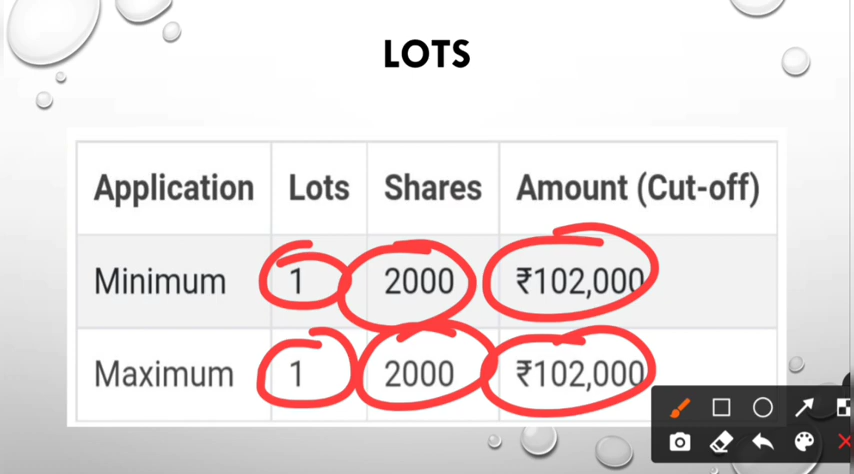 LOTS
Application Lots Shares Amount (Cut-off)
Minimum 1 2000 ₹102,000
Maximum 1 2000 ₹102,000